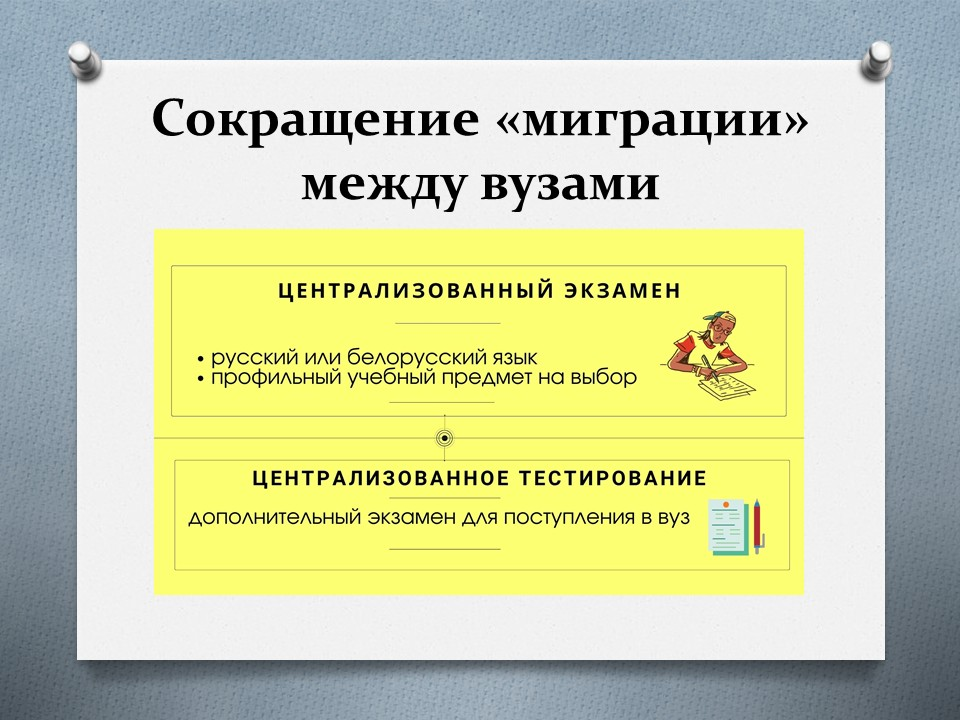 Сокращение «миграции»
между вузами
ЦЕНТРАЛИЗОВАННЫЙ ЭКЗАМЕН
• русский или белорусский язык
• профильный учебный предмет на выбор
ЦЕНТРАЛИЗОВАННОЕ ТЕСТИРОВАНИЕ
дополнительный экзамен для поступления в вуз